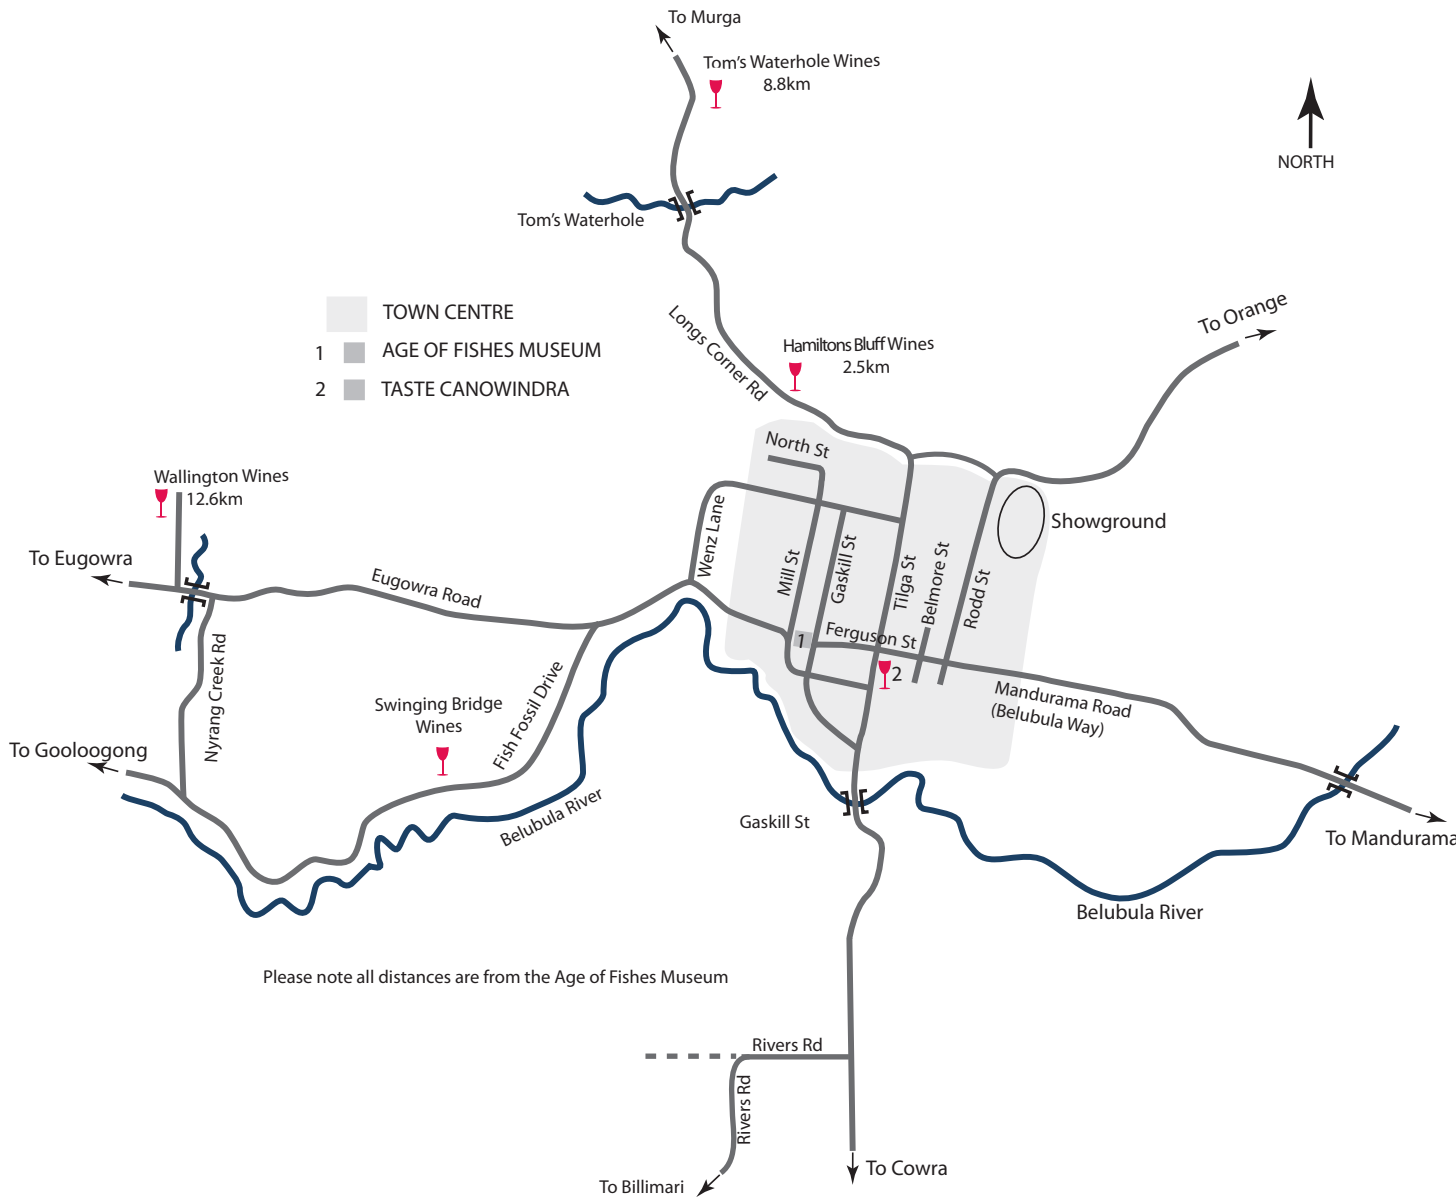 To Murga
Tom's Waterhole Wines
8.8km
NORTH
Tom's Waterhole
TOWN CENTRE
1 AGE OF FISHES MUSEUM
2 TASTE CANOWINDRA
Longs Corner Rd
Hamiltons Bluff Wines
2.5km
To Orange
North St
Wallington Wines
12.6km
Wenz Lane
Showground
To Eugowra
Eugowra Road
Mill St
Gaskill St
Tilga St
Belmore St
Rodd St
Ferguson St
1
2
Nyrang Creek Rd
Fish Fossil Drive
Swinging Bridge
Wines
Mandurama Road
(Belubula Way)
To Gooloogong
Belubula River
Gaskill St
To Mandurama
Belubula River
Please note all distances are from the Age of Fishes Museum
Rivers Rd
Rivers Rd
To Cowra
To Billimari